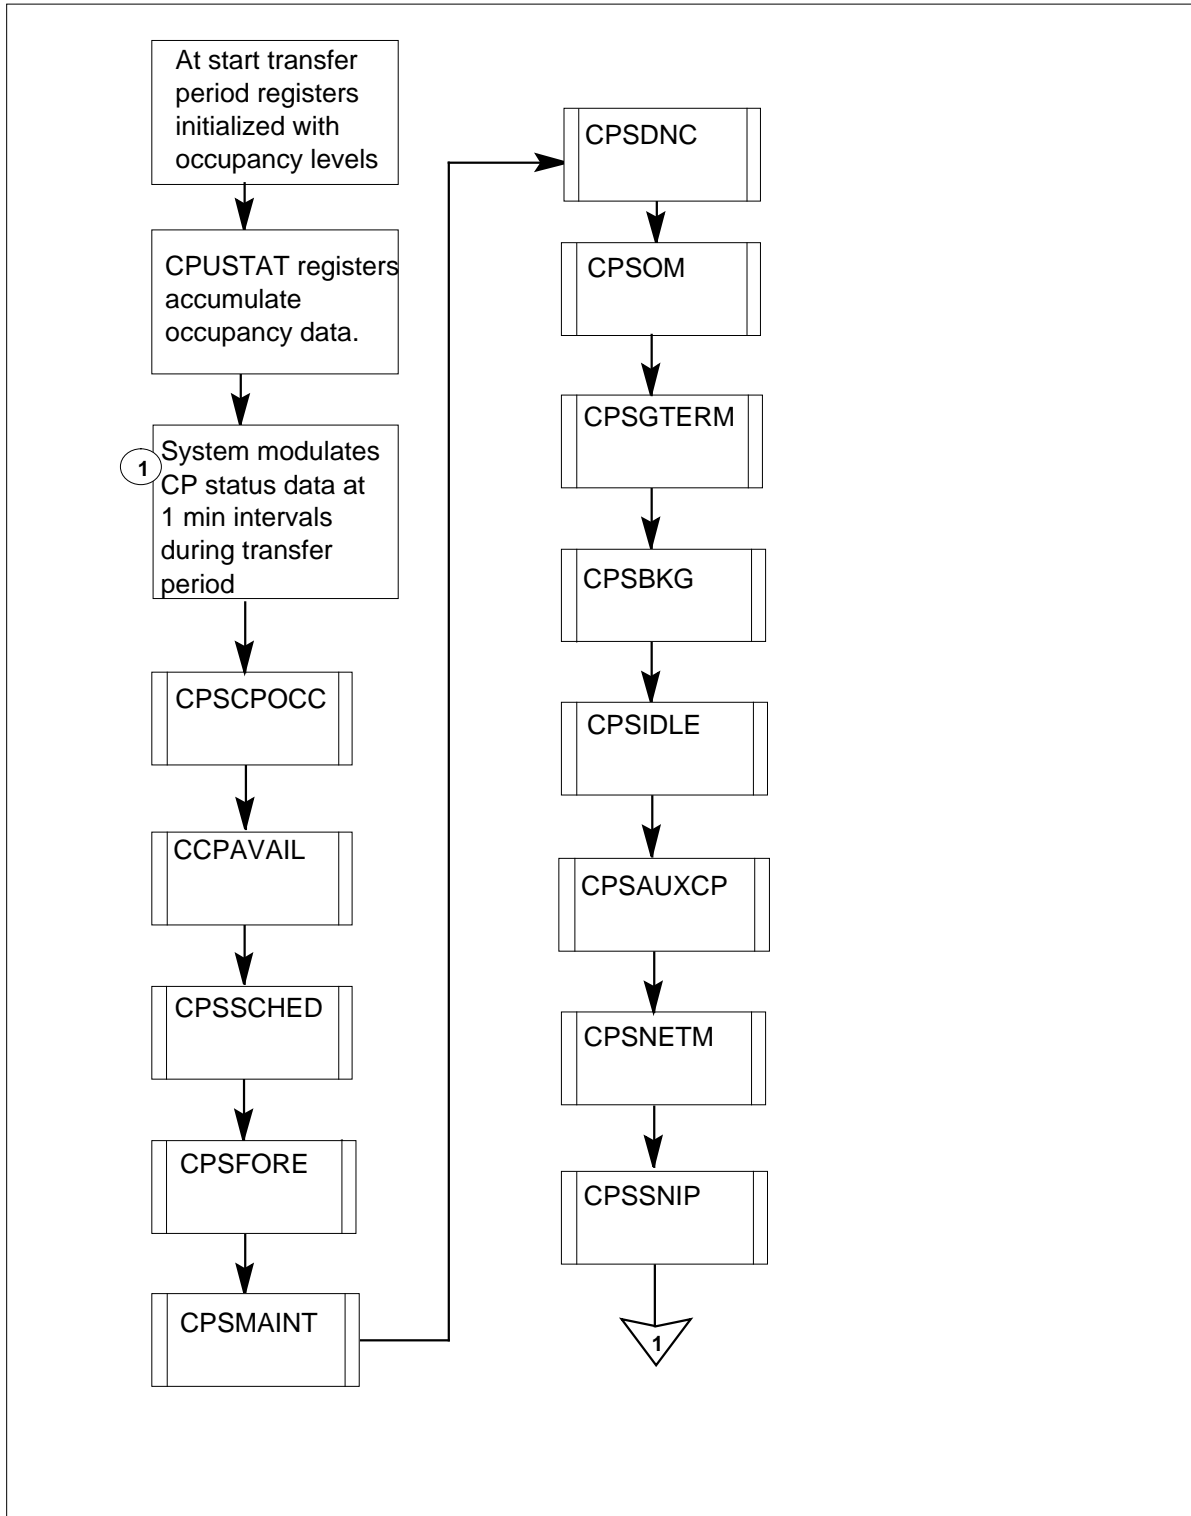 At start transfer
period registers
initialized with
occupancy levels
CPUSTAT registers
accumulate
occupancy data.
1
System modulates
CP status data at
1 min intervals
during transfer
period
CPSCPOCC
CCPAVAIL
CPSSCHED
CPSFORE
CPSMAINT
CPSDNC
CPSOM
CPSGTERM
CPSBKG
CPSIDLE
CPSAUXCP
CPSNETM
CPSSNIP
1